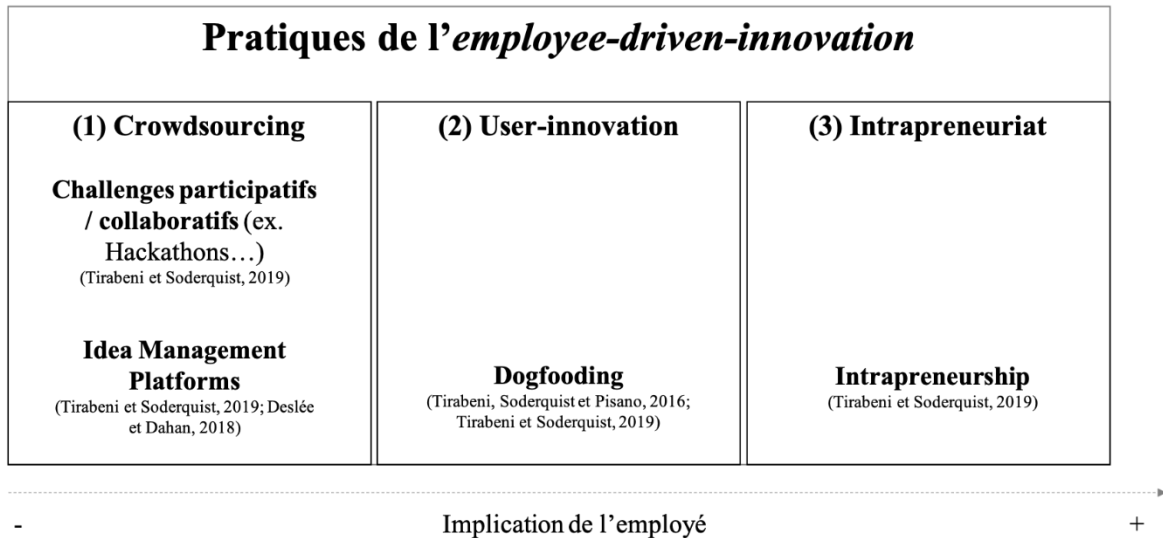 Pratiques de l’employee-driven-innovation
(1) Crowdsourcing
Challenges participatifs
/ collaboratifs (ex.
Hackathons…)
(Tirabeni et Soderquist, 2019)
Idea Management
Platforms
(Tirabeni et Soderquist, 2019; Deslée
et Dahan, 2018)
(2) User-innovation
Dogfooding
(Tirabeni, Soderquist et Pisano, 2016;
Tirabeni et Soderquist, 2019)
(3) Intrapreneuriat
Intrapreneurship
(Tirabeni et Soderquist, 2019)
- Implication de l’employé +